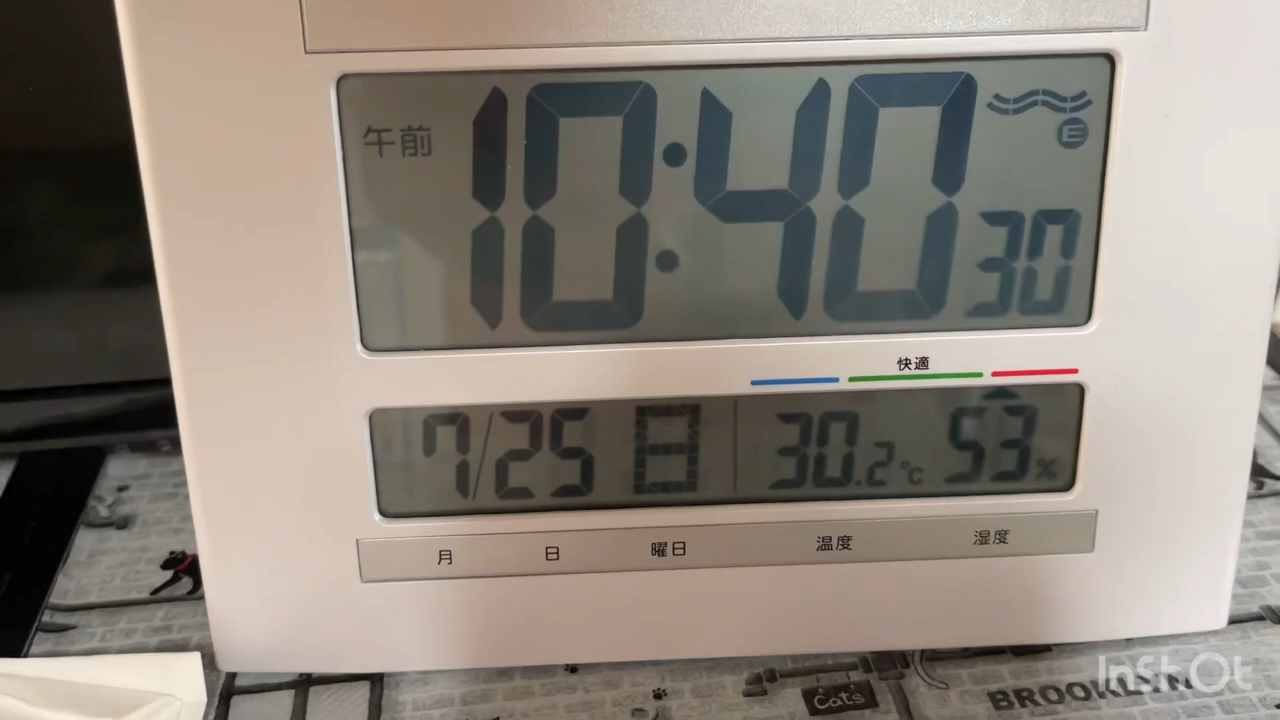 午前 10:40 30
E
快適
7/25 日 30.2℃ 53%
月 日 曜日 温度 湿度
Cat's
BROOKLYN
InShOt